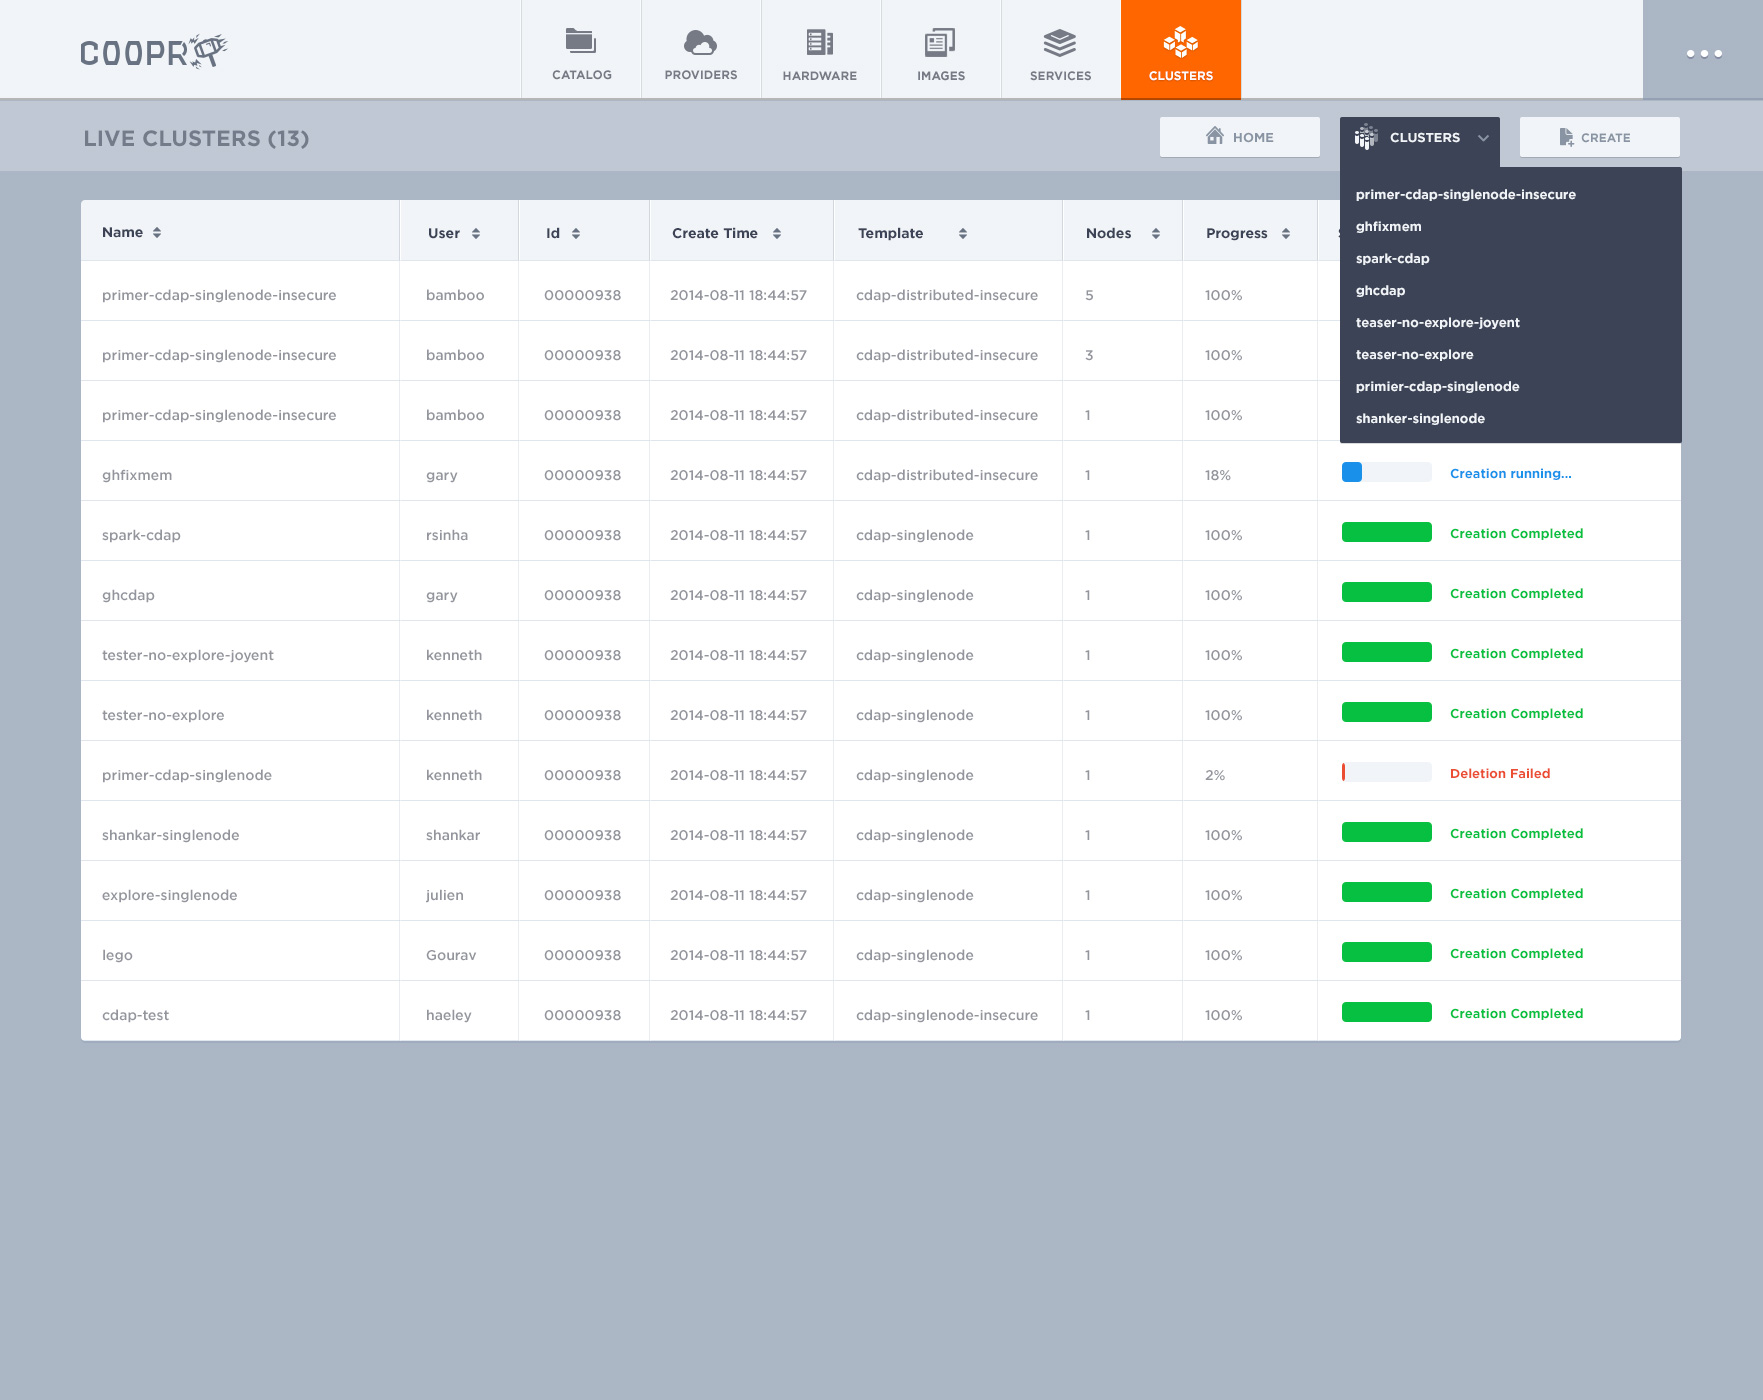 COOPR
CATALOG
PROVIDERS
HARDWARE
IMAGES
SERVICES
CLUSTERS
LIVE CLUSTERS (13)
HOME
CLUSTERS
CREATE
primer-cdap-singlenode-insecure
ghfixmem
spark-cdap
ghcdap
teaser-no-explore-joyent
teaser-no-explore
primier-cdap-singlenode
shanker-singlenode
Name User Id Create Time Template Nodes Progress
primer-cdap-singlenode-insecure bamboo 00000938 2014-08-11 18:44:57 cdap-distributed-insecure 5 100%
primer-cdap-singlenode-insecure bamboo 00000938 2014-08-11 18:44:57 cdap-distributed-insecure 3 100%
primer-cdap-singlenode-insecure bamboo 00000938 2014-08-11 18:44:57 cdap-distributed-insecure 1 100%
ghfixmem gary 00000938 2014-08-11 18:44:57 cdap-distributed-insecure 1 18% Creation running...
spark-cdap rsinha 00000938 2014-08-11 18:44:57 cdap-singlenode 1 100% Creation Completed
ghcdap gary 00000938 2014-08-11 18:44:57 cdap-singlenode 1 100% Creation Completed
tester-no-explore-joyent kenneth 00000938 2014-08-11 18:44:57 cdap-singlenode 1 100% Creation Completed
tester-no-explore kenneth 00000938 2014-08-11 18:44:57 cdap-singlenode 1 100% Creation Completed
primer-cdap-singlenode kenneth 00000938 2014-08-11 18:44:57 cdap-singlenode 1 2% Deletion Failed
shankar-singlenode shankar 00000938 2014-08-11 18:44:57 cdap-singlenode 1 100% Creation Completed
explore-singlenode julien 00000938 2014-08-11 18:44:57 cdap-singlenode 1 100% Creation Completed
lego Gourav 00000938 2014-08-11 18:44:57 cdap-singlenode 1 100% Creation Completed
cdap-test haeley 00000938 2014-08-11 18:44:57 cdap-singlenode-insecure 1 100% Creation Completed